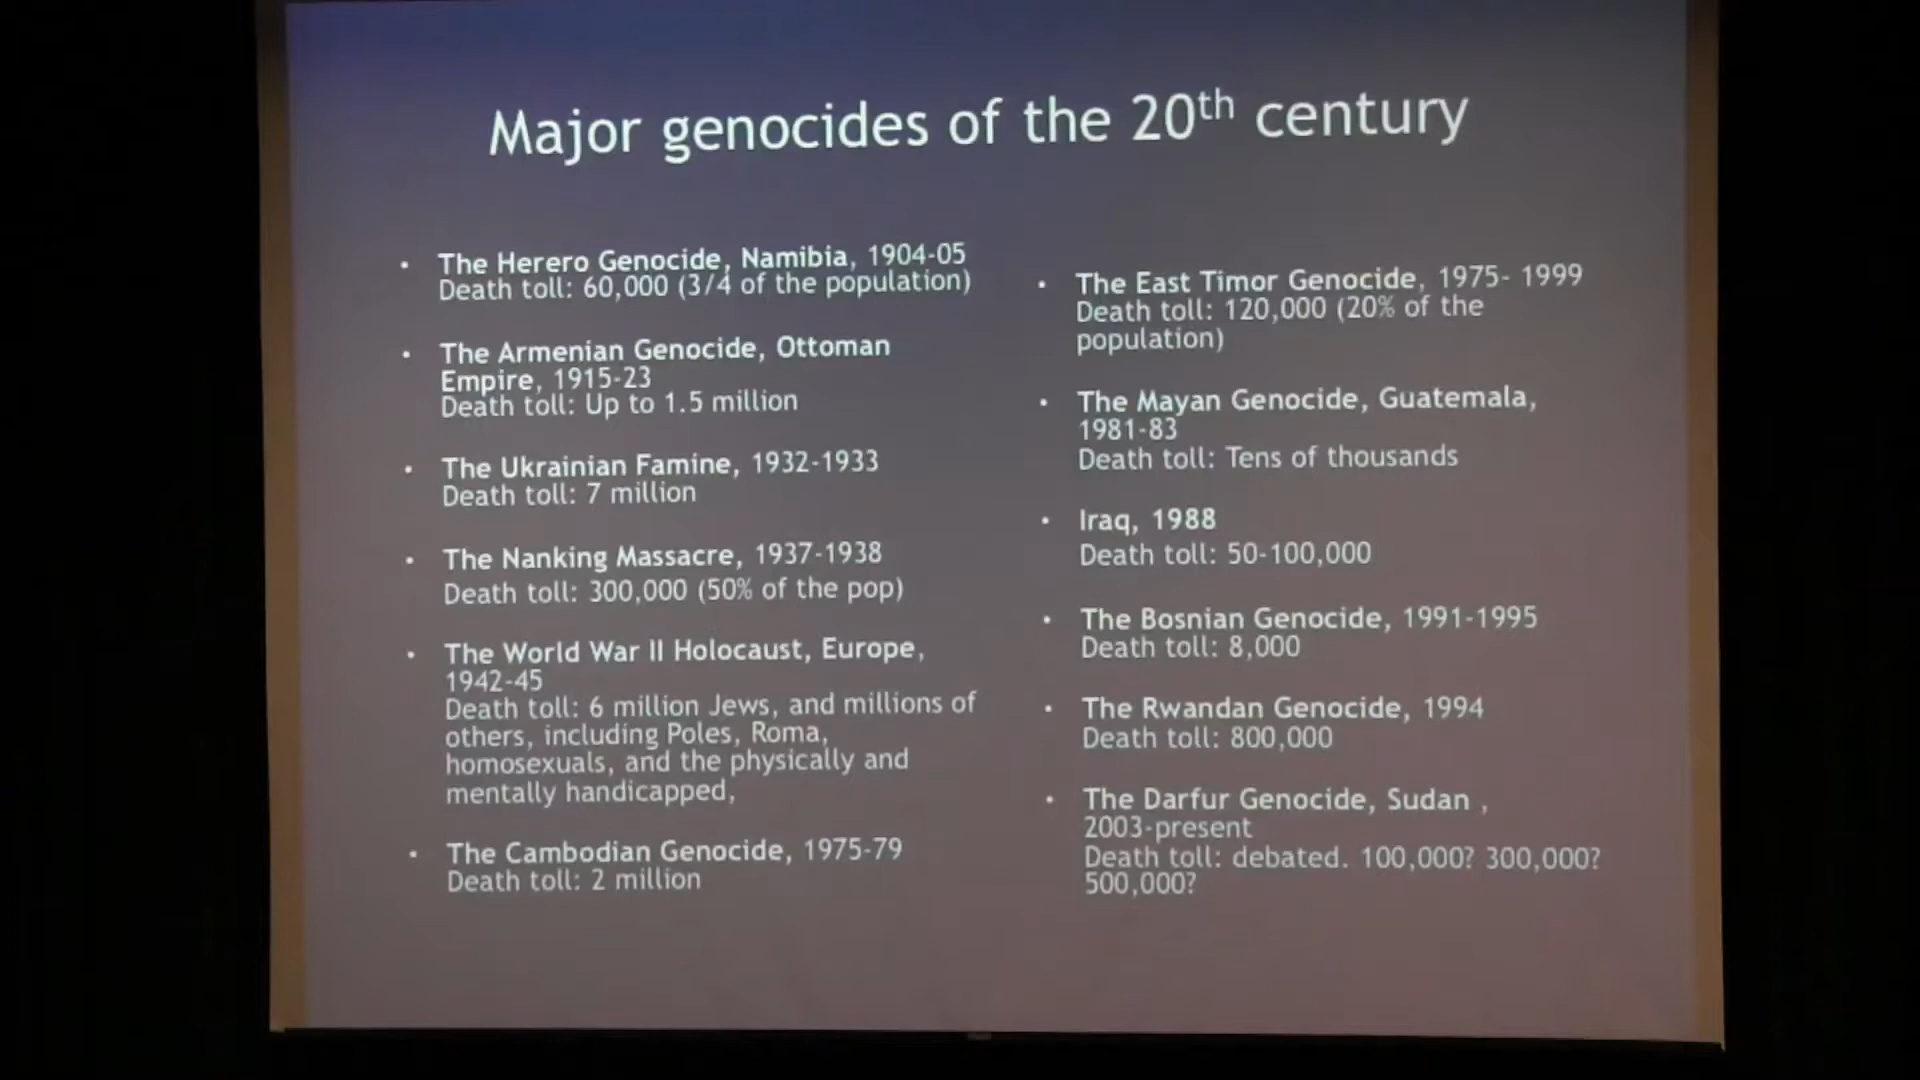 Major genocides of the 20th century
• The Herero Genocide, Namibia, 1904-05
Death toll: 60,000 (3/4 of the population)
• The Armenian Genocide, Ottoman
Empire, 1915-23
Death toll: Up to 1.5 million
• The Ukrainian Famine, 1932-1933
Death toll: 7 million
• The Nanking Massacre, 1937-1938
Death toll: 300,000 (50% of the pop)
• The World War II Holocaust, Europe,
1942-45
Death toll: 6 million Jews, and millions of
others, including Poles, Roma,
homosexuals, and the physically and
mentally handicapped,
• The Cambodian Genocide, 1975-79
Death toll: 2 million
• The East Timor Genocide, 1975- 1999
Death toll: 120,000 (20% of the
population)
• The Mayan Genocide, Guatemala,
1981-83
Death toll: Tens of thousands
• Iraq, 1988
Death toll: 50-100,000
• The Bosnian Genocide, 1991-1995
Death toll: 8,000
• The Rwandan Genocide, 1994
Death toll: 800,000
• The Darfur Genocide, Sudan ,
2003-present
Death toll: debated. 100,000? 300,000?
500,000?